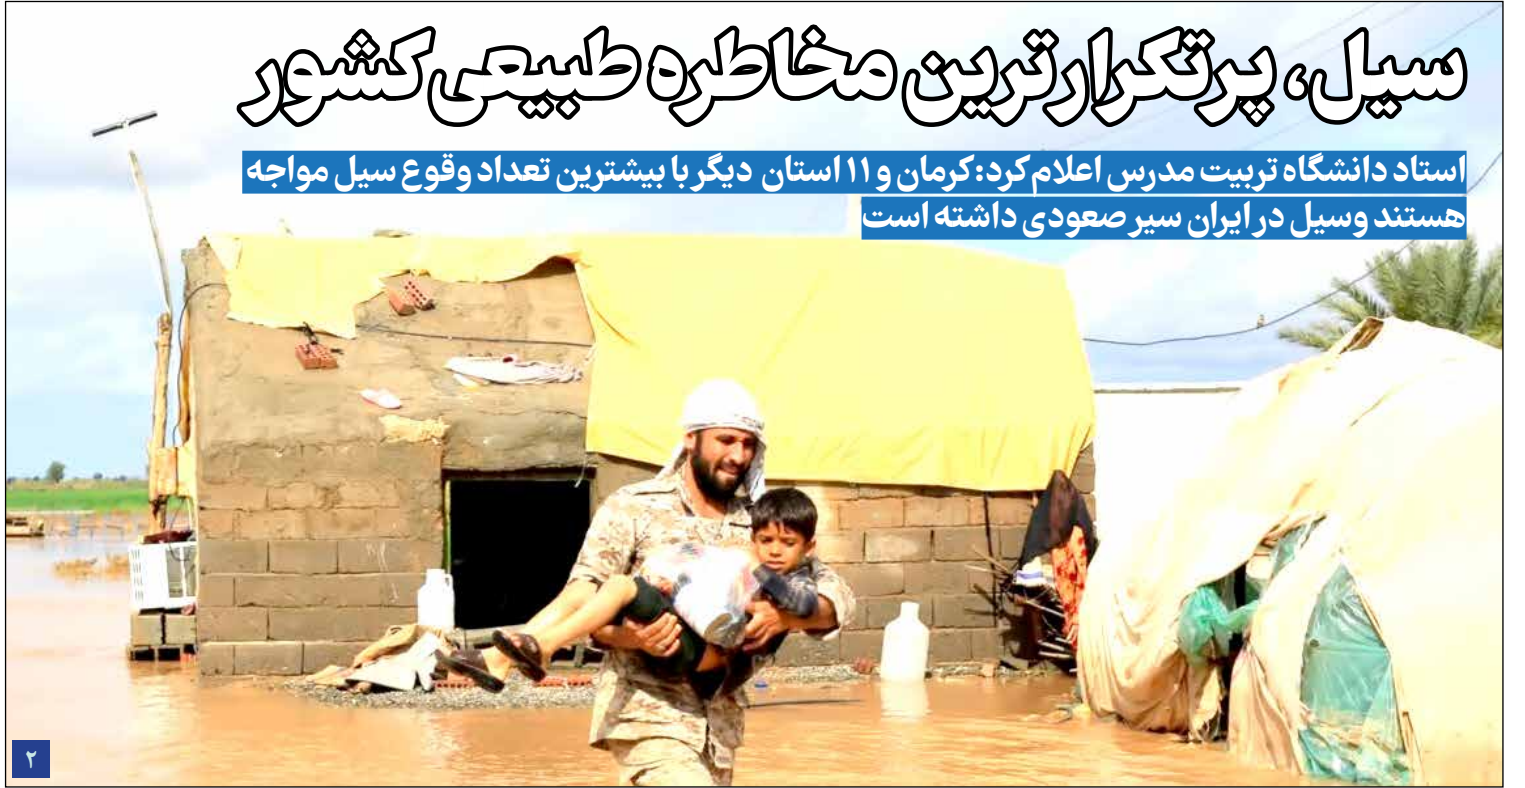 سیل، پرتکرارترین مخاطره طبیعی کشور
استاد دانشگاه تربیت مدرس اعلام کرد: کرمان و ۱۱ استان دیگر با بیشترین تعداد وقوع سیل مواجه
هستند وسیل در ایران سیر صعودی داشته است
۲